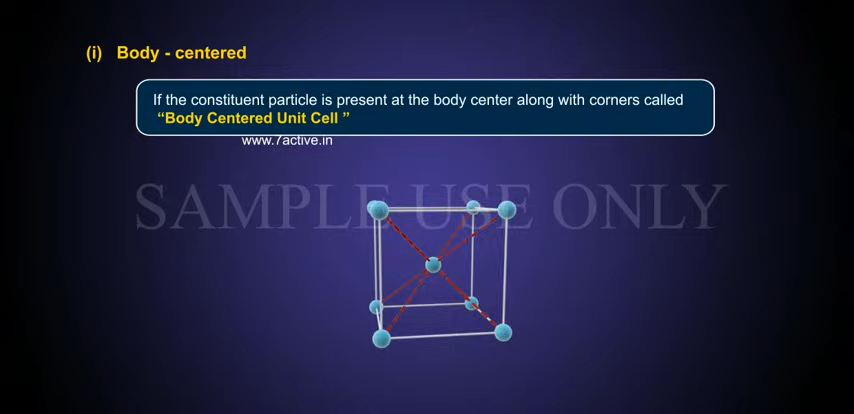 (i) Body - centered
If the constituent particle is present at the body center along with corners called
“Body Centered Unit Cell ”
www.7active.in
SAMPLE USE ONLY